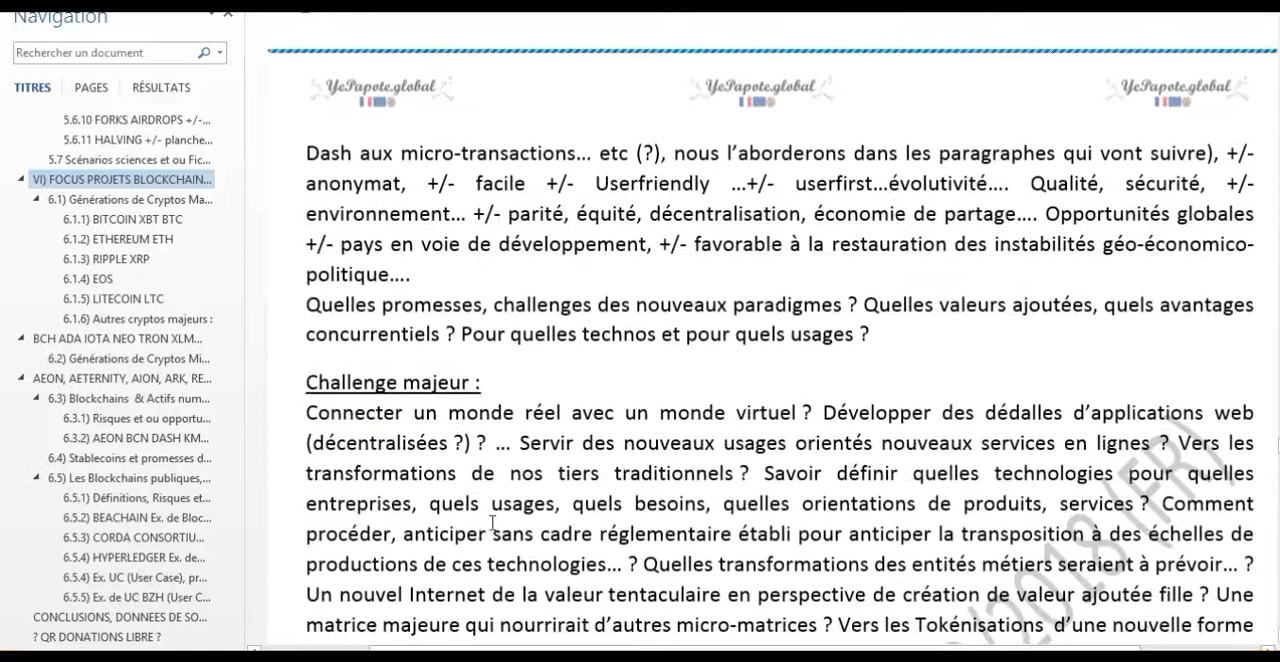 Navigation
Rechercher un document
TITRES PAGES RÉSULTATS
5.6.10 FORKS AIRDROPS +/-...
5.6.11 HALVING +/- planche...
5.7 Scénarios sciences et ou Fic...
VI) FOCUS PROJETS BLOCKCHAIN...
6.1) Générations de Cryptos Ma...
6.1.1) BITCOIN XBT BTC
6.1.2) ETHEREUM ETH
6.1.3) RIPPLE XRP
6.1.4) EOS
6.1.5) LITECOIN LTC
6.1.6) Autres cryptos majeurs :
BCH ADA IOTA NEO TRON XLM...
6.2) Générations de Cryptos Mi...
AEON, AETERNITY, AION, ARK, RE...
6.3) Blockchains & Actifs num...
6.3.1) Risques et ou opportu...
6.3.2) AEON BCN DASH KM...
6.4) Stablecoins et promesses d...
6.5) Les Blockchains publiques,...
6.5.1) Définitions, Risques et...
6.5.2) BEACHAIN Ex. de Bloc...
6.5.3) CORDA CONSORTIU...
6.5.4) HYPERLEDGER Ex. de...
6.5.4) Ex. UC (User Case), pr...
6.5.5) Ex. de UC BZH (User C...
CONCLUSIONS, DONNEES DE SO...
? QR DONATIONS LIBRE ?
YePapote.global YePapote.global YePapote.global
Dash aux micro-transactions... etc (?), nous l'aborderons dans les paragraphes qui vont suivre), +/-
anonymat, +/- facile +/- Userfriendly ...+/- userfirst...évolutivité.... Qualité, sécurité, +/-
environnement... +/- parité, équité, décentralisation, économie de partage.... Opportunités globales
+/- pays en voie de développement, +/- favorable à la restauration des instabilités géo-économico-
politique....
Quelles promesses, challenges des nouveaux paradigmes ? Quelles valeurs ajoutées, quels avantages
concurrentiels ? Pour quelles technos et pour quels usages ?
Challenge majeur :
Connecter un monde réel avec un monde virtuel ? Développer des dédalles d'applications web
(décentralisées ?) ? ... Servir des nouveaux usages orientés nouveaux services en lignes ? Vers les
transformations de nos tiers traditionnels ? Savoir définir quelles technologies pour quelles
entreprises, quels usages, quels besoins, quelles orientations de produits, services ? Comment
procéder, anticiper sans cadre réglementaire établi pour anticiper la transposition à des échelles de
productions de ces technologies... ? Quelles transformations des entités métiers seraient à prévoir... ?
Un nouvel Internet de la valeur tentaculaire en perspective de création de valeur ajoutée fille ? Une
matrice majeure qui nourrirait d'autres micro-matrices ? Vers les Tokénisations d'une nouvelle forme
/2018 (FR)